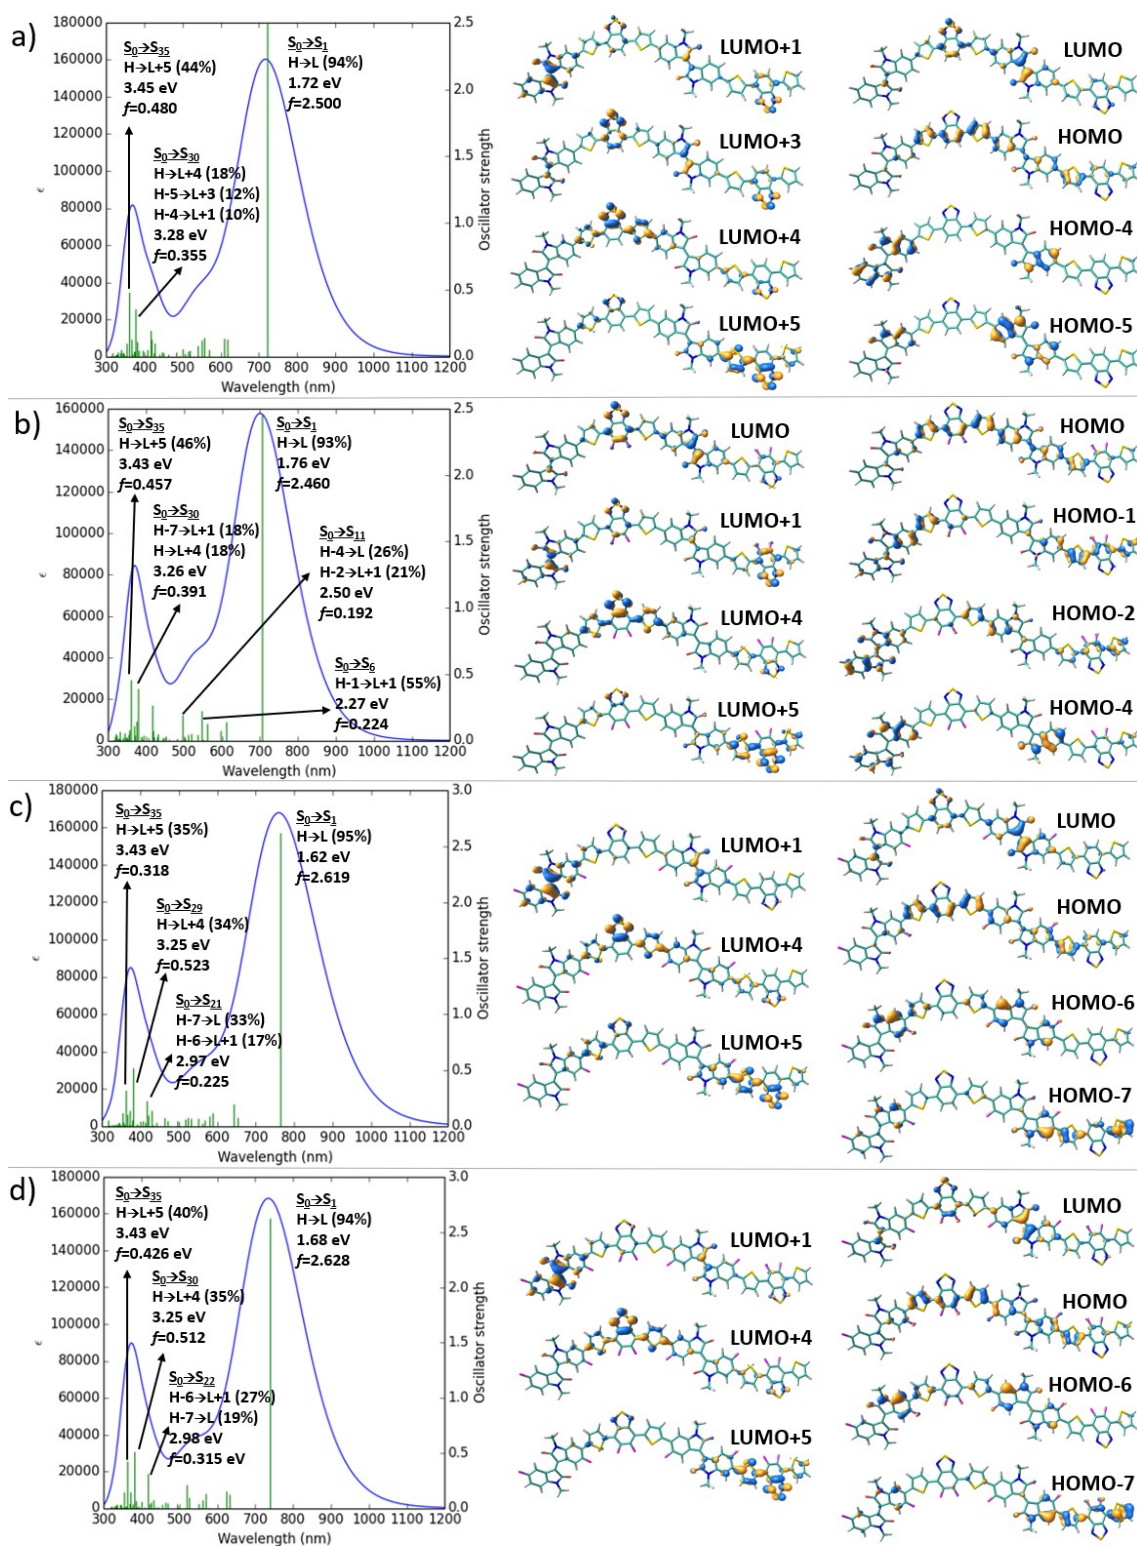 a)
180000
160000
140000
120000
100000
80000
60000
40000
20000
0
ϵ
2.5
2.0
1.5
1.0
0.5
0.0
Oscillator strength
S0→S35
H→L+5 (44%)
3.45 eV
f=0.480
S0→S30
H→L+4 (18%)
H-5→L+3 (12%)
H-4→L+1 (10%)
3.28 eV
f=0.355
S0→S1
H→L (94%)
1.72 eV
f=2.500
300 400 500 600 700 800 900 1000 1100 1200
Wavelength (nm)
LUMO+1
LUMO+3
LUMO+4
LUMO+5
LUMO
HOMO
HOMO-4
HOMO-5
b)
160000
140000
120000
100000
80000
60000
40000
20000
0
ϵ
2.5
2.0
1.5
1.0
0.5
0.0
Oscillator strength
S0→S35
H→L+5 (46%)
3.43 eV
f=0.457
S0→S30
H-7→L+1 (18%)
H→L+4 (18%)
3.26 eV
f=0.391
S0→S1
H→L (93%)
1.76 eV
f=2.460
S0→S11
H-4→L (26%)
H-2→L+1 (21%)
2.50 eV
f=0.192
S0→S6
H-1→L+1 (55%)
2.27 eV
f=0.224
300 400 500 600 700 800 900 1000 1100 1200
Wavelength (nm)
LUMO
LUMO+1
LUMO+4
LUMO+5
HOMO
HOMO-1
HOMO-2
HOMO-4
c)
180000
160000
140000
120000
100000
80000
60000
40000
20000
0
ϵ
3.0
2.5
2.0
1.5
1.0
0.5
0.0
Oscillator strength
S0→S35
H→L+5 (35%)
3.43 eV
f=0.318
S0→S29
H→L+4 (34%)
3.25 eV
f=0.523
S0→S21
H-7→L (33%)
H-6→L+1 (17%)
2.97 eV
f=0.225
S0→S1
H→L (95%)
1.62 eV
f=2.619
300 400 500 600 700 800 900 1000 1100 1200
Wavelength (nm)
LUMO+1
LUMO+4
LUMO+5
LUMO
HOMO
HOMO-6
HOMO-7
d)
180000
160000
140000
120000
100000
80000
60000
40000
20000
0
ϵ
3.0
2.5
2.0
1.5
1.0
0.5
0.0
Oscillator strength
S0→S35
H→L+5 (40%)
3.43 eV
f=0.426 eV
S0→S30
H→L+4 (35%)
3.25 eV
f=0.512
S0→S22
H-6→L+1 (27%)
H-7→L (19%)
2.98 eV
f=0.315 eV
S0→S1
H→L (94%)
1.68 eV
f=2.628
300 400 500 600 700 800 900 1000 1100 1200
Wavelength (nm)
LUMO+1
LUMO+4
LUMO+5
LUMO
HOMO
HOMO-6
HOMO-7